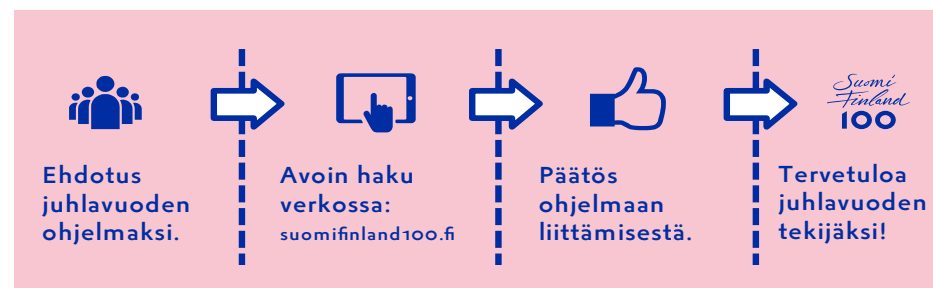 Ehdotus
juhlavuoden
ohjelmaksi.
Avoin haku
verkossa:
suomifinland100.fi
Päätös
ohjelmaan
liittämisestä.
Suomi
Finland
100
Tervetuloa
juhlavuoden
tekijäksi!